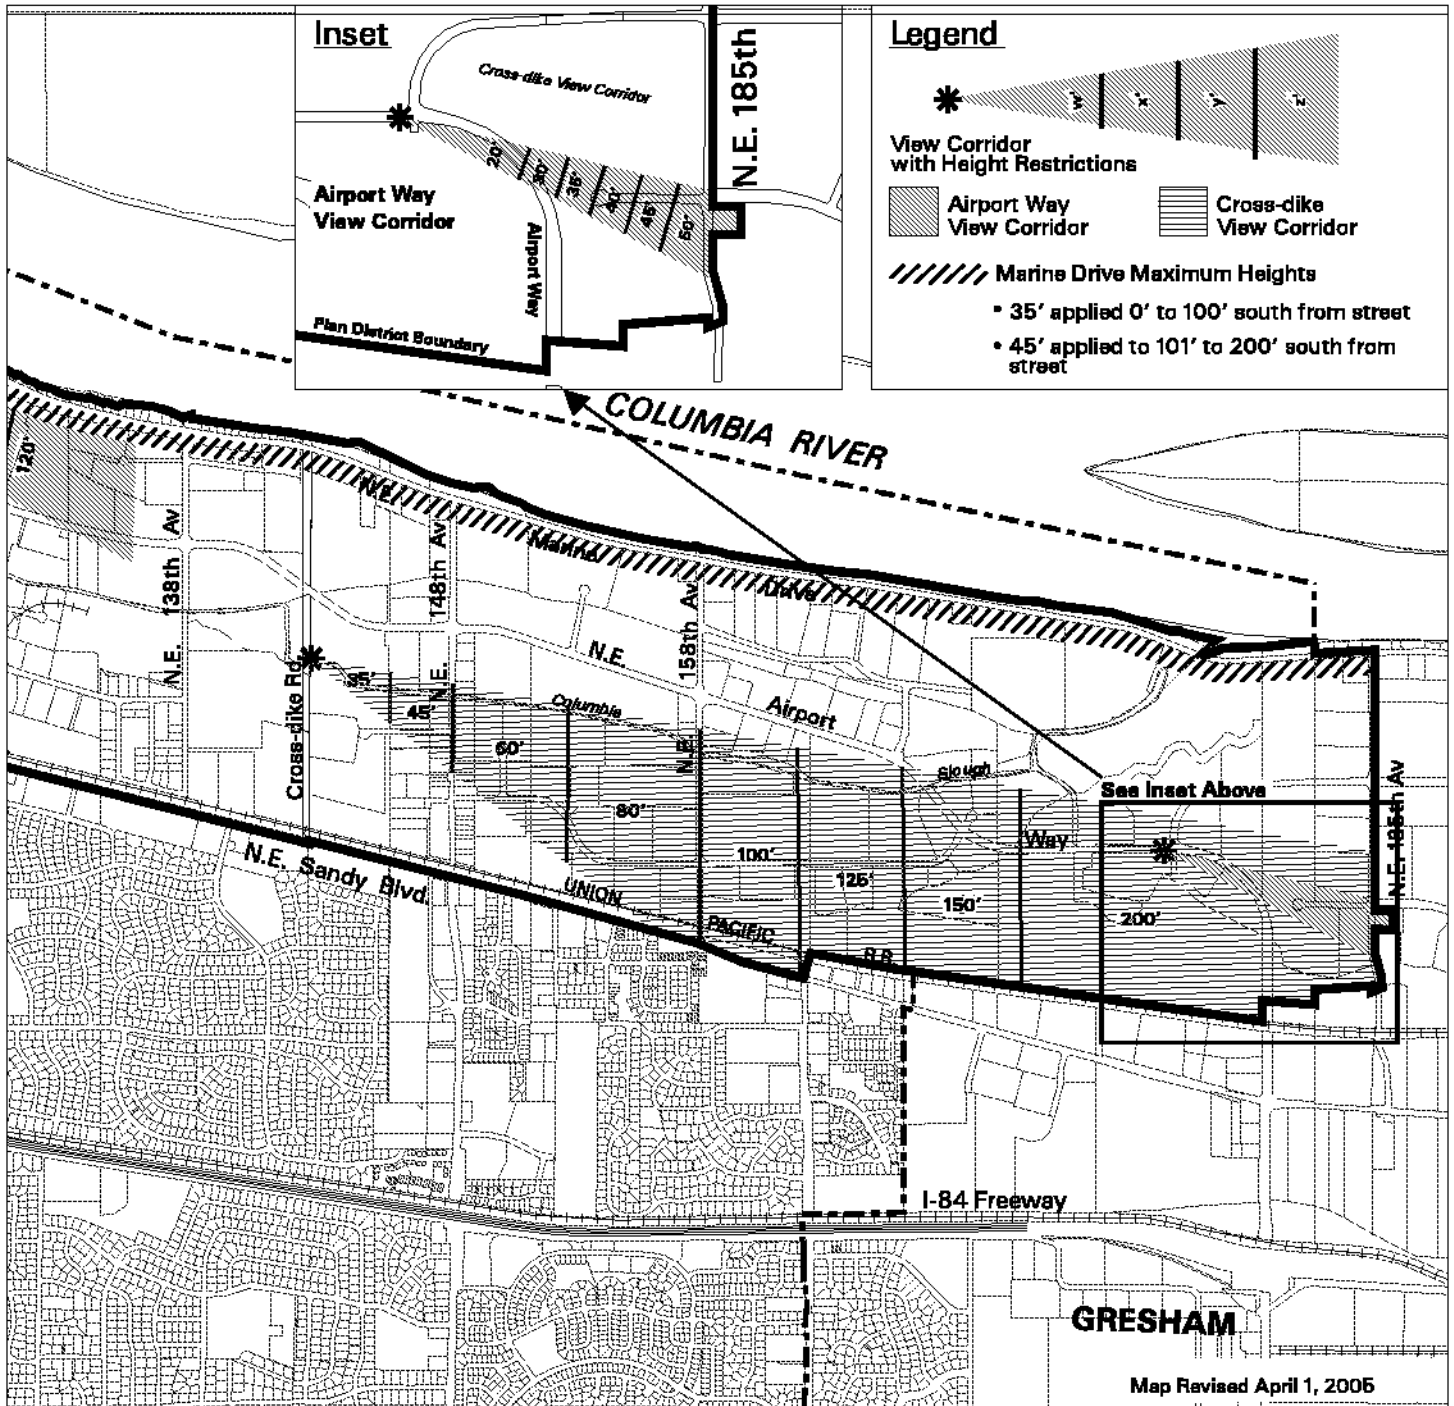 Inset
Cross-dike View Corridor
N.E. 185th
20'
30'
35'
40'
45'
50'
Airport Way
View Corridor
Airport Way
Plan District Boundary
Legend
w'
x'
y'
z'
View Corridor
with Height Restrictions
Airport Way
View Corridor
Cross-dike
View Corridor
Marine Drive Maximum Heights
• 35' applied 0' to 100' south from street
• 45' applied to 101' to 200' south from
street
COLUMBIA RIVER
120'
N.E. 138th Av
N.E. 148th Av
N.E. 158th Av
N.E. Marine Drive
Cross-dike Rd.
N.E. Airport Way
Columbia Slough
35'
45'
60'
80'
100'
125'
150'
200'
See Inset Above
N.E. 185th Av
N.E. Sandy Blvd.
UNION PACIFIC R.R.
I-84 Freeway
GRESHAM
Map Revised April 1, 2005